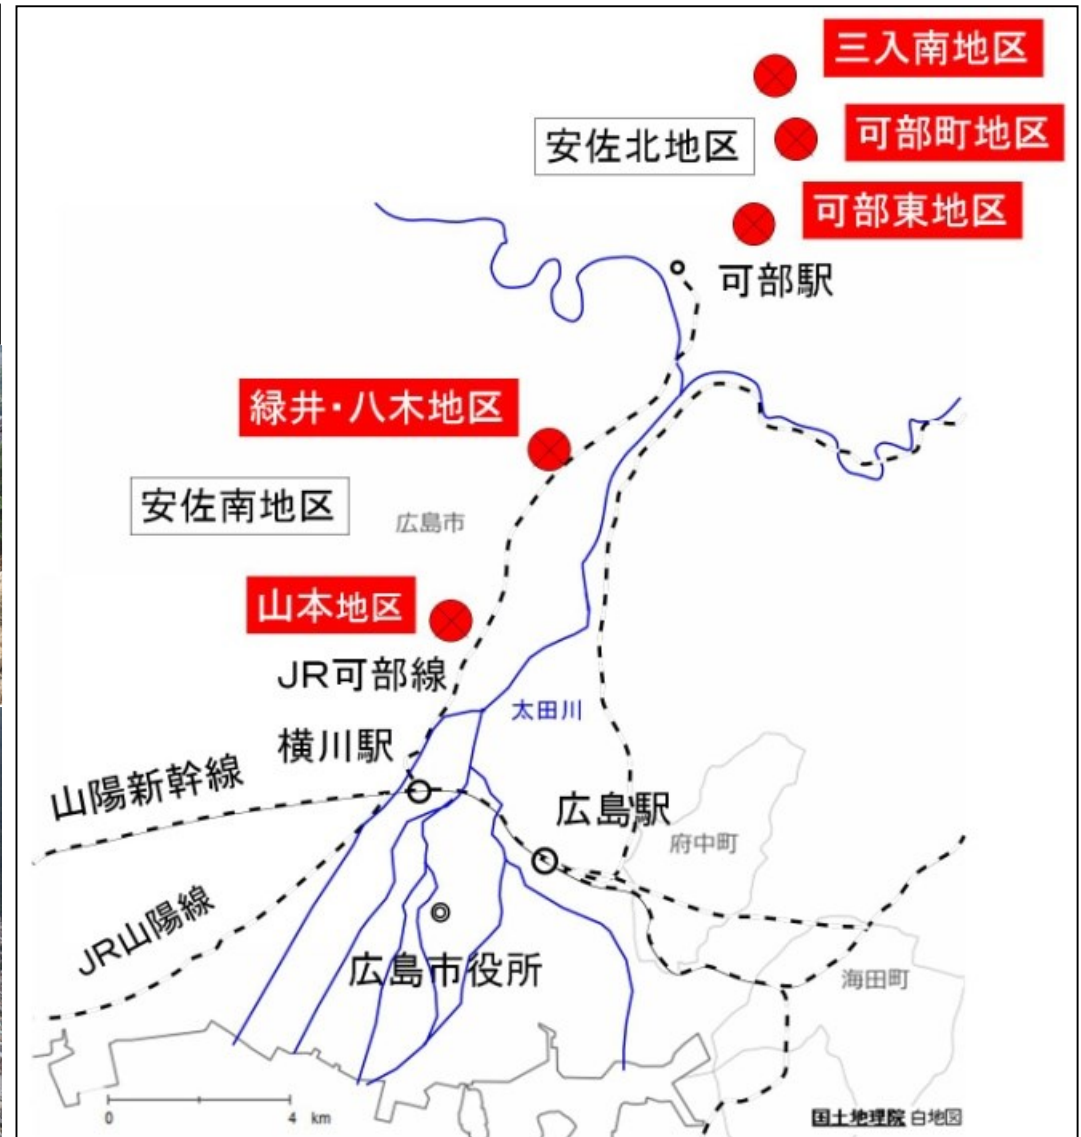 三入南地区
可部町地区
安佐北地区
可部東地区
可部駅
緑井・八木地区
安佐南地区
広島市
山本地区
JR可部線
太田川
横川駅
山陽新幹線
広島駅
府中町
JR山陽線
広島市役所
海田町
0 4 km
国土地理院 白地図